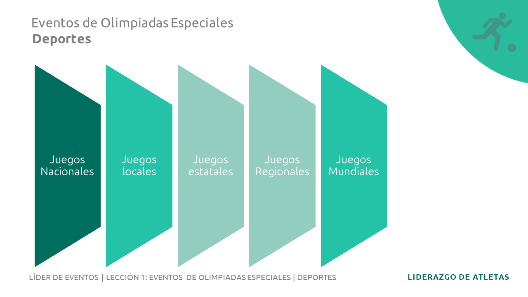 Eventos de Olimpiadas Especiales
Deportes
Juegos
Nacionales
Juegos
locales
Juegos
estatales
Juegos
Regionales
Juegos
Mundiales
LÍDER DE EVENTOS | LECCIÓN 1: EVENTOS DE OLIMPIADAS ESPECIALES | DEPORTES
LIDERAZGO DE ATLETAS